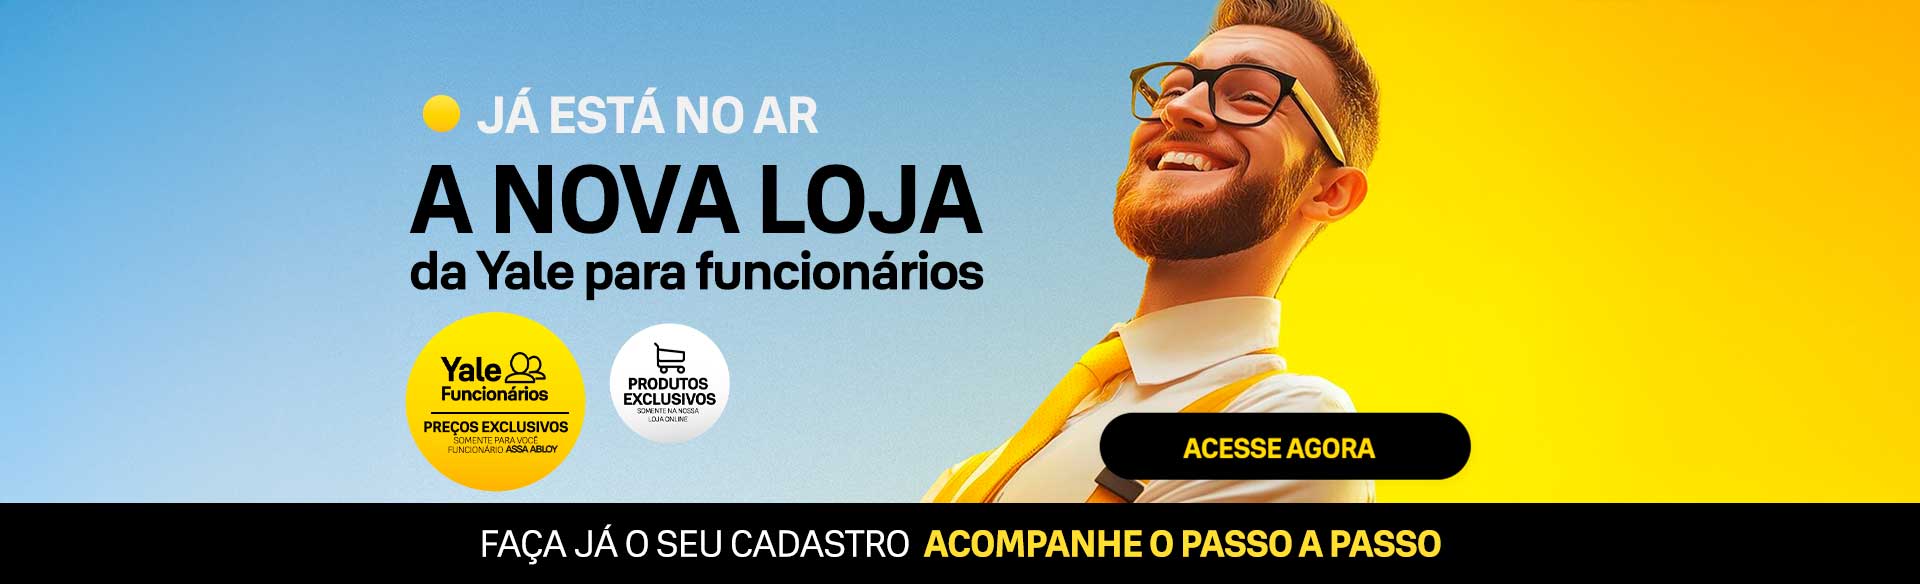 JÁ ESTÁ NO AR
A NOVA LOJA
da Yale para funcionários
Yale
Funcionários
PREÇOS EXCLUSIVOS
SOMENTE PARA VOCÊ
FUNCIONÁRIO ASSA ABLOY
PRODUTOS
EXCLUSIVOS
SOMENTE NA NOSSA
LOJA ONLINE
ACESSE AGORA
FAÇA JÁ O SEU CADASTRO ACOMPANHE O PASSO A PASSO